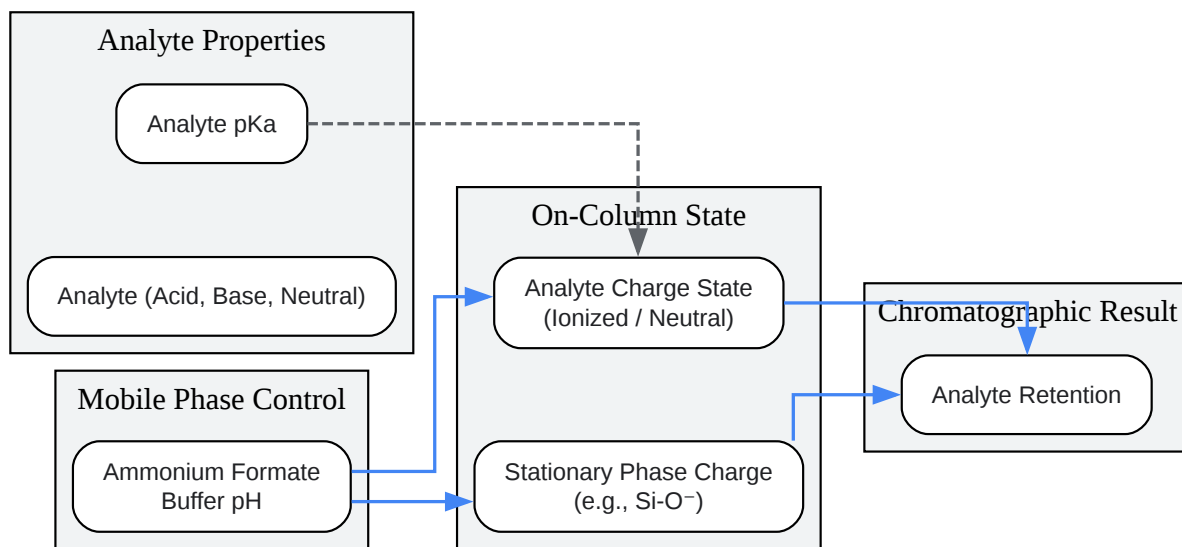 Analyte Properties
Analyte pKa
Analyte (Acid, Base, Neutral)
Mobile Phase Control
Ammonium Formate
Buffer pH
On-Column State
Analyte Charge State
(Ionized / Neutral)
Stationary Phase Charge
(e.g., Si-O⁻)
Chromatographic Result
Analyte Retention